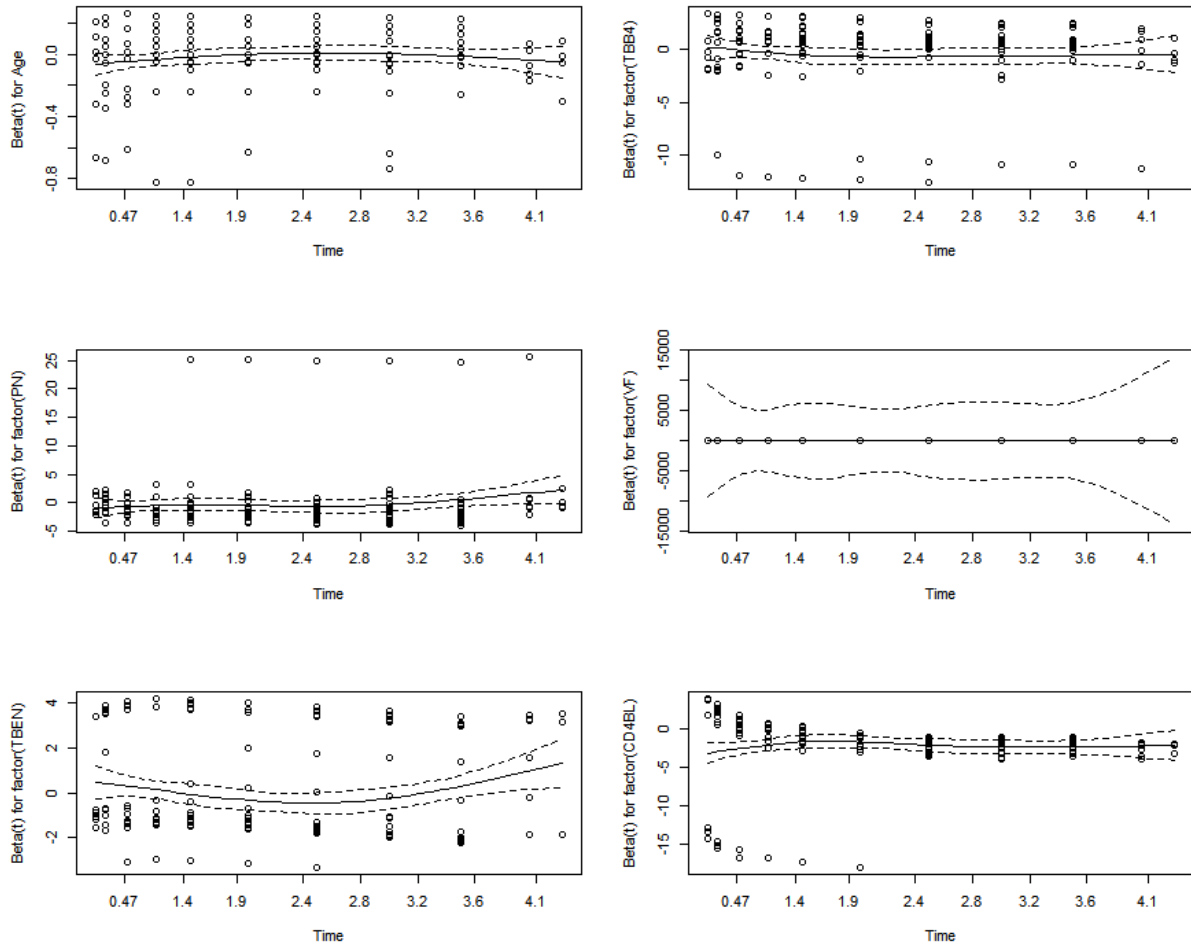 Beta(t) for Age
0.0
-0.4
-0.8
0.47 1.4 1.9 2.4 2.8 3.2 3.6 4.1
Time
Beta(t) for factor(TBB4)
0
-5
-10
0.47 1.4 1.9 2.4 2.8 3.2 3.6 4.1
Time
Beta(t) for factor(PN)
25
20
15
10
5
0
-5
0.47 1.4 1.9 2.4 2.8 3.2 3.6 4.1
Time
Beta(t) for factor(VF)
15000
5000
0
-5000
-15000
0.47 1.4 1.9 2.4 2.8 3.2 3.6 4.1
Time
Beta(t) for factor(TBEN)
4
2
0
-2
0.47 1.4 1.9 2.4 2.8 3.2 3.6 4.1
Time
Beta(t) for factor(CD4BL)
0
-5
-10
-15
0.47 1.4 1.9 2.4 2.8 3.2 3.6 4.1
Time